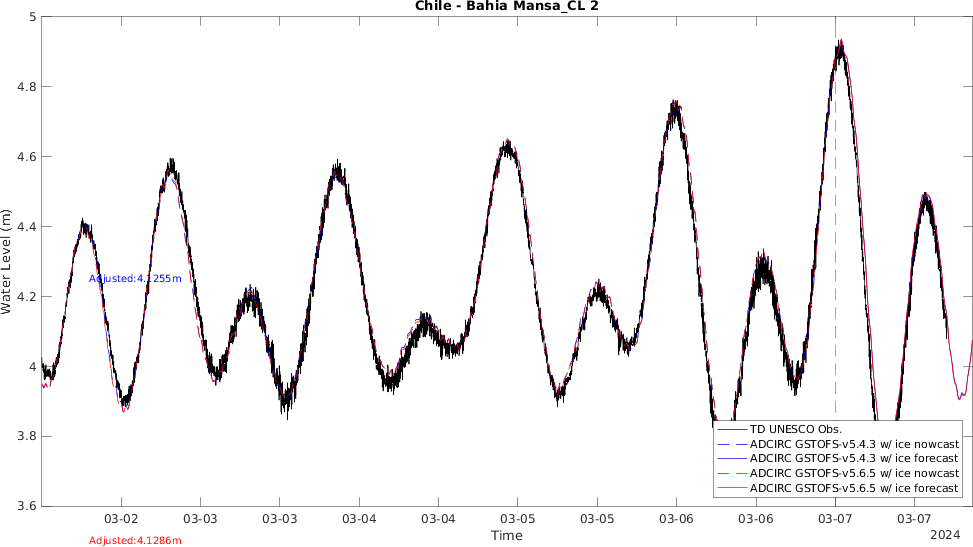 Chile - Bahia Mansa_CL 2
Water Level (m)
5
4.8
4.6
4.4
4.2
4
3.8
3.6
Adjusted:4.1255m
TD UNESCO Obs.
ADCIRC GSTOFS-v5.4.3 w/ ice nowcast
ADCIRC GSTOFS-v5.4.3 w/ ice forecast
ADCIRC GSTOFS-v5.6.5 w/ ice nowcast
ADCIRC GSTOFS-v5.6.5 w/ ice forecast
03-02 03-03 03-03 03-04 03-04 03-05 03-05 03-06 03-06 03-07 03-07
Time
2024
Adjusted:4.1286m